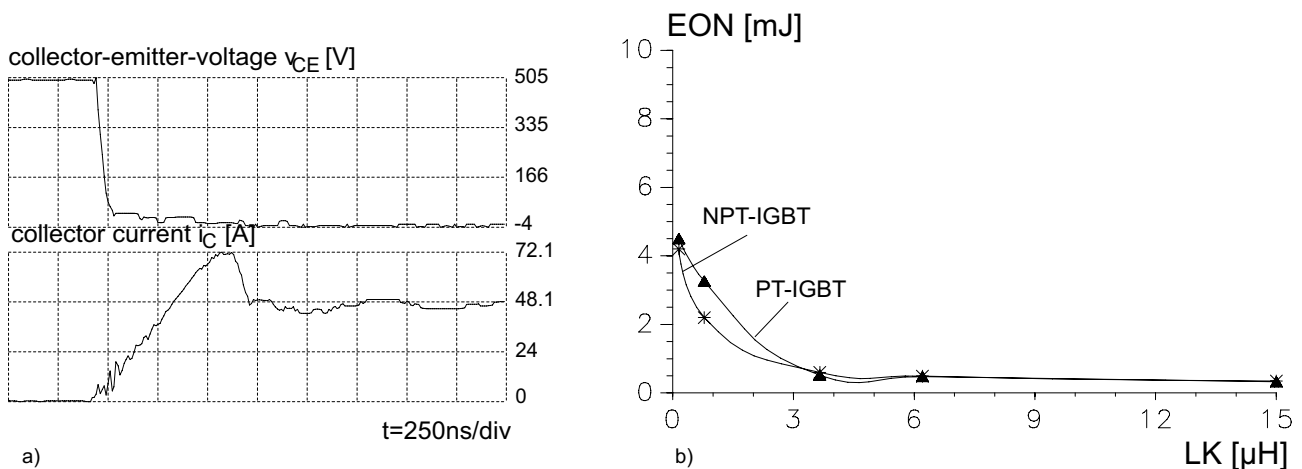 collector-emitter-voltage vCE [V]
505
335
166
-4
collector current iC [A]
72.1
48.1
24
0
t=250ns/div
a)
EON [mJ]
10
8
6
4
2
0
NPT-IGBT
PT-IGBT
0 3 6 9 12 15
LK [µH]
b)